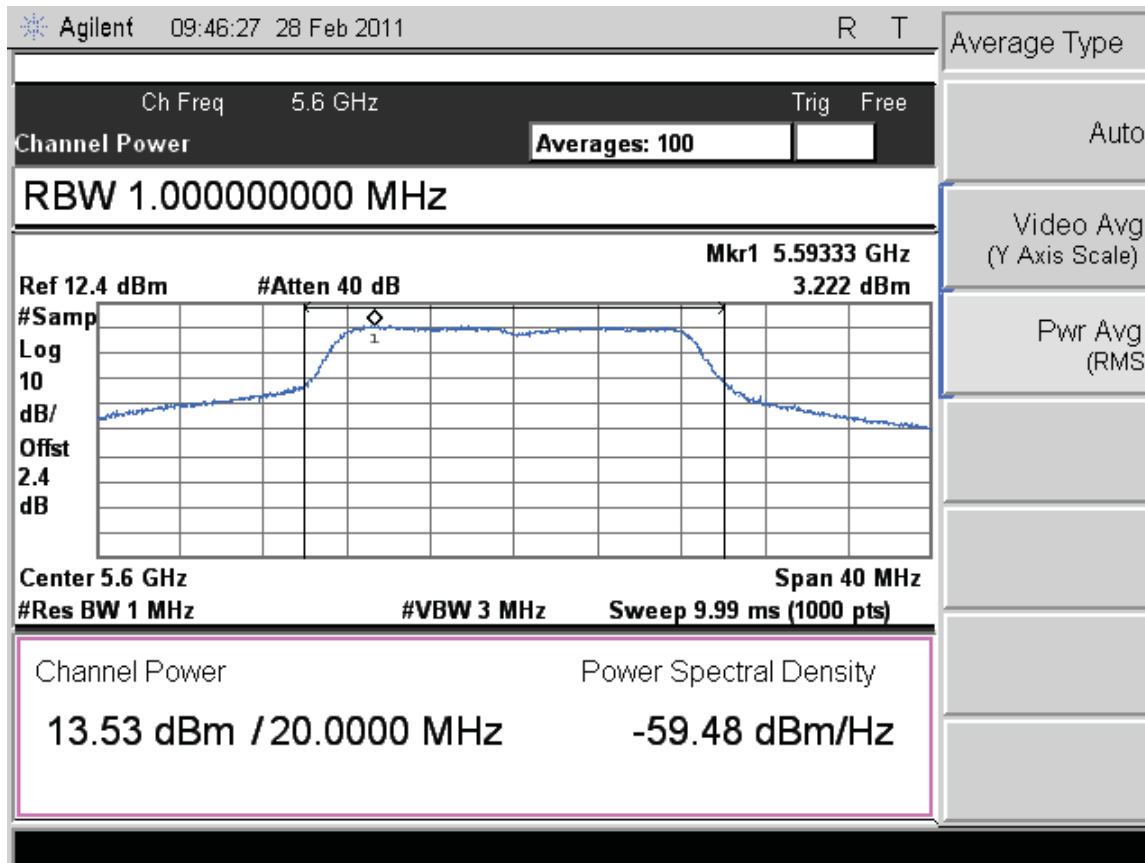 Agilent 09:46:27 28 Feb 2011 R T
Average Type
Ch Freq 5.6 GHz Trig Free
Channel Power Averages: 100
Auto
RBW 1.000000000 MHz
Video Avg
(Y Axis Scale)
Mkr1 5.59333 GHz
Ref 12.4 dBm #Atten 40 dB 3.222 dBm
#Samp
Log
10
dB/
Offst
2.4
dB
1
Pwr Avg
(RMS
Center 5.6 GHz Span 40 MHz
#Res BW 1 MHz #VBW 3 MHz Sweep 9.99 ms (1000 pts)
Channel Power Power Spectral Density
13.53 dBm / 20.0000 MHz -59.48 dBm/Hz